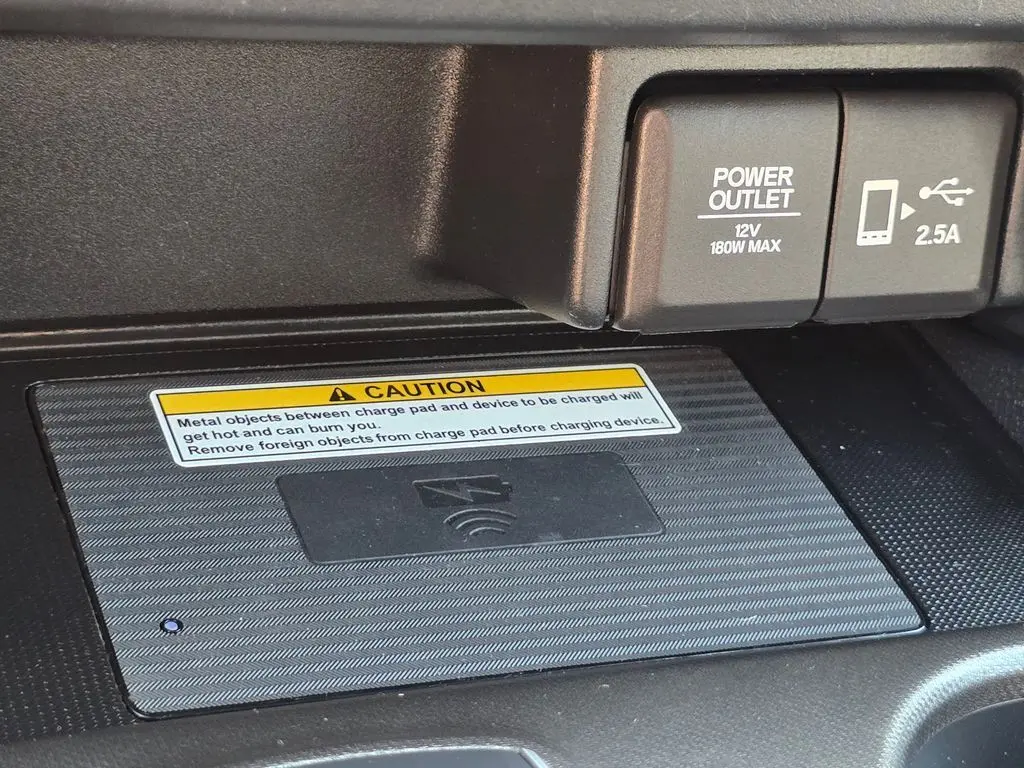 POWER
OUTLET
12V
180W MAX
2.5A
CAUTION
Metal objects between charge pad and device to be charged will
get hot and can burn you.
Remove foreign objects from charge pad before charging device.